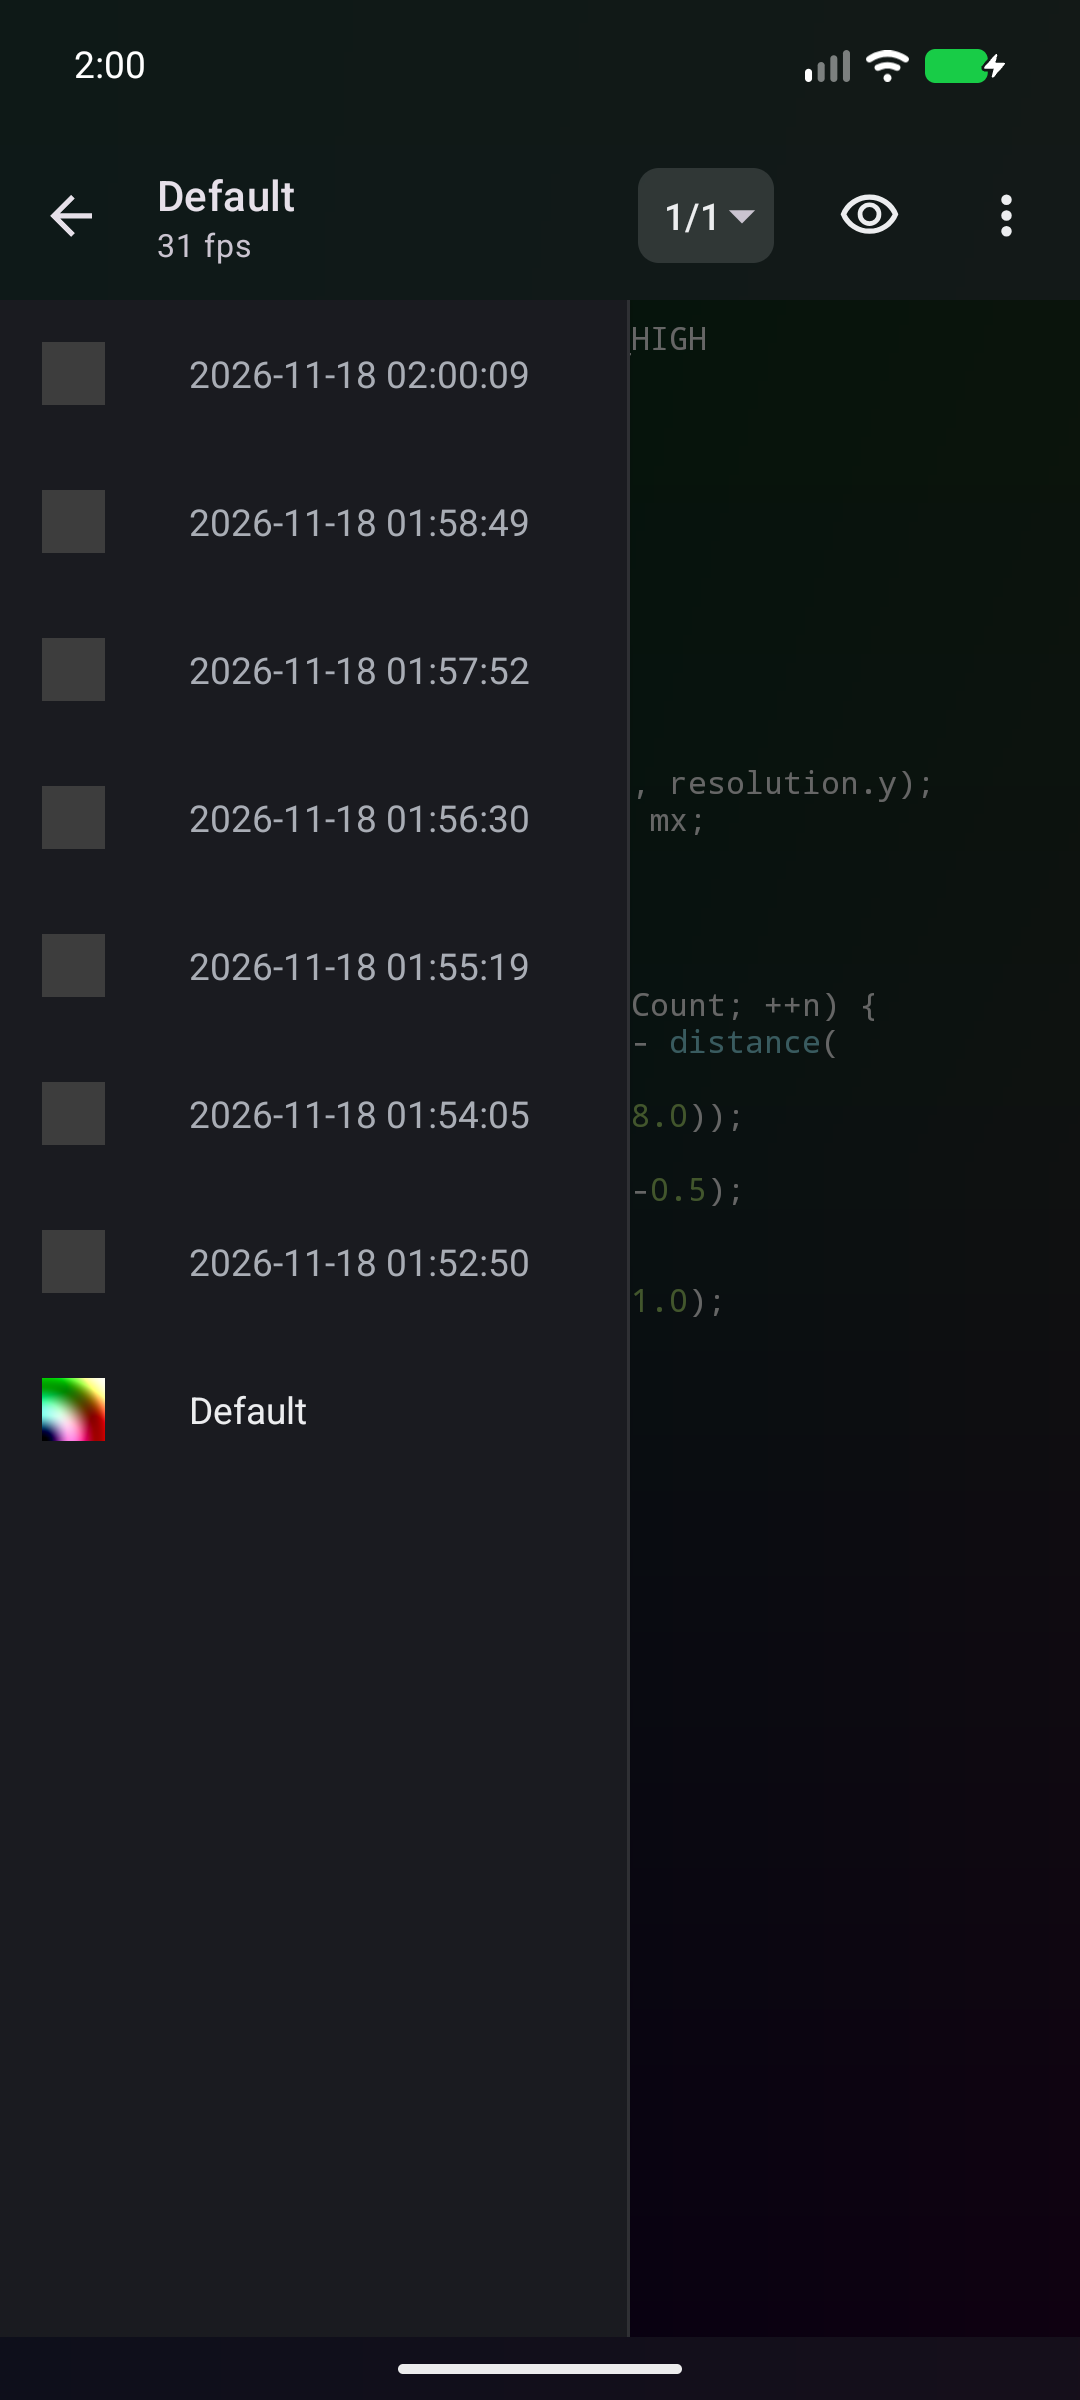 2:00
Default
31 fps
1/1
2026-11-18 02:00:09
2026-11-18 01:58:49
2026-11-18 01:57:52
2026-11-18 01:56:30
2026-11-18 01:55:19
2026-11-18 01:54:05
2026-11-18 01:52:50
Default
HIGH
, resolution.y);
mx;
Count; ++n) {
- distance(
8.0));
-0.5);
1.0);